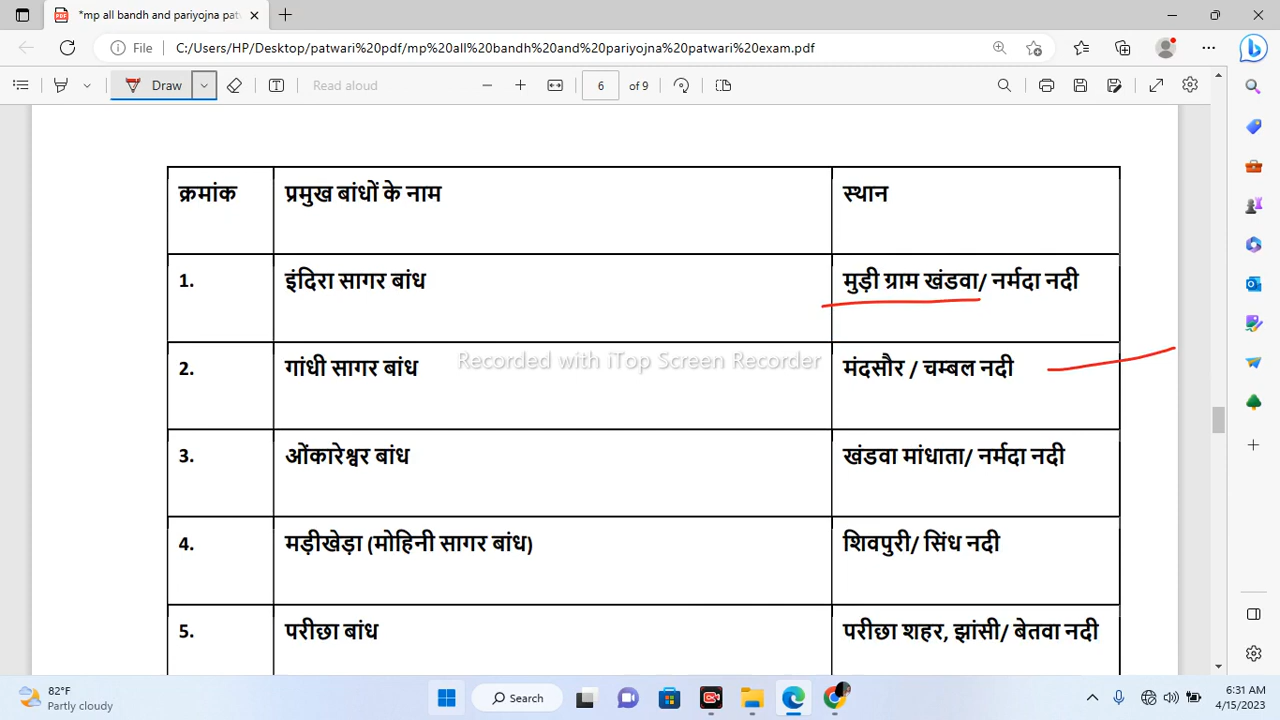 *mp all bandh and pariyojna pat
File
C:/Users/HP/Desktop/patwari%20pdf/mp%20all%20bandh%20and%20pariyojna%20patwari%20exam.pdf
Draw
Read aloud
6
of 9
क्रमांक प्रमुख बांधों के नाम स्थान
1. इंदिरा सागर बांध मुड़ी ग्राम खंडवा/ नर्मदा नदी
Recorded with iTop Screen Recorder
2. गांधी सागर बांध मंदसौर / चम्बल नदी
3. ओंकारेश्वर बांध खंडवा मांधाता/ नर्मदा नदी
4. मड़ीखेड़ा (मोहिनी सागर बांध) शिवपुरी/ सिंध नदी
5. परीछा बांध परीछा शहर, झांसी/ बेतवा नदी
82°F
Partly cloudy
Search
6:31 AM
4/15/2023